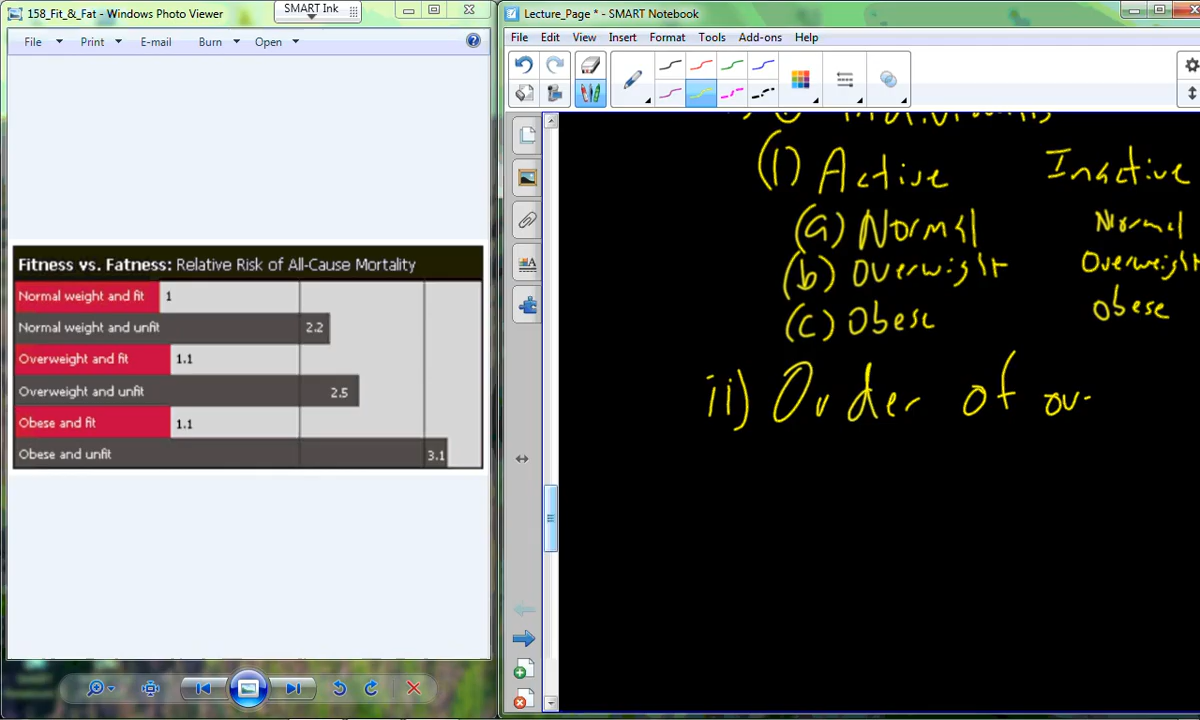 158_Fit_& Fat - Windows Photo Viewer
SMART Ink
File Print E-mail Burn Open
Fitness vs. Fatness: Relative Risk of All-Cause Mortality
Normal weight and fit 1
Normal weight and unfit 2.2
Overweight and fit 1.1
Overweight and unfit 2.5
Obese and fit 1.1
Obese and unfit 3.1
Lecture_Page * - SMART Notebook
File Edit View Insert Format Tools Add-ons Help
(1) Active Inactive
(a) Normal Normal
(b) Overweight Overweight
(c) Obese Obese
ii) Order of ov